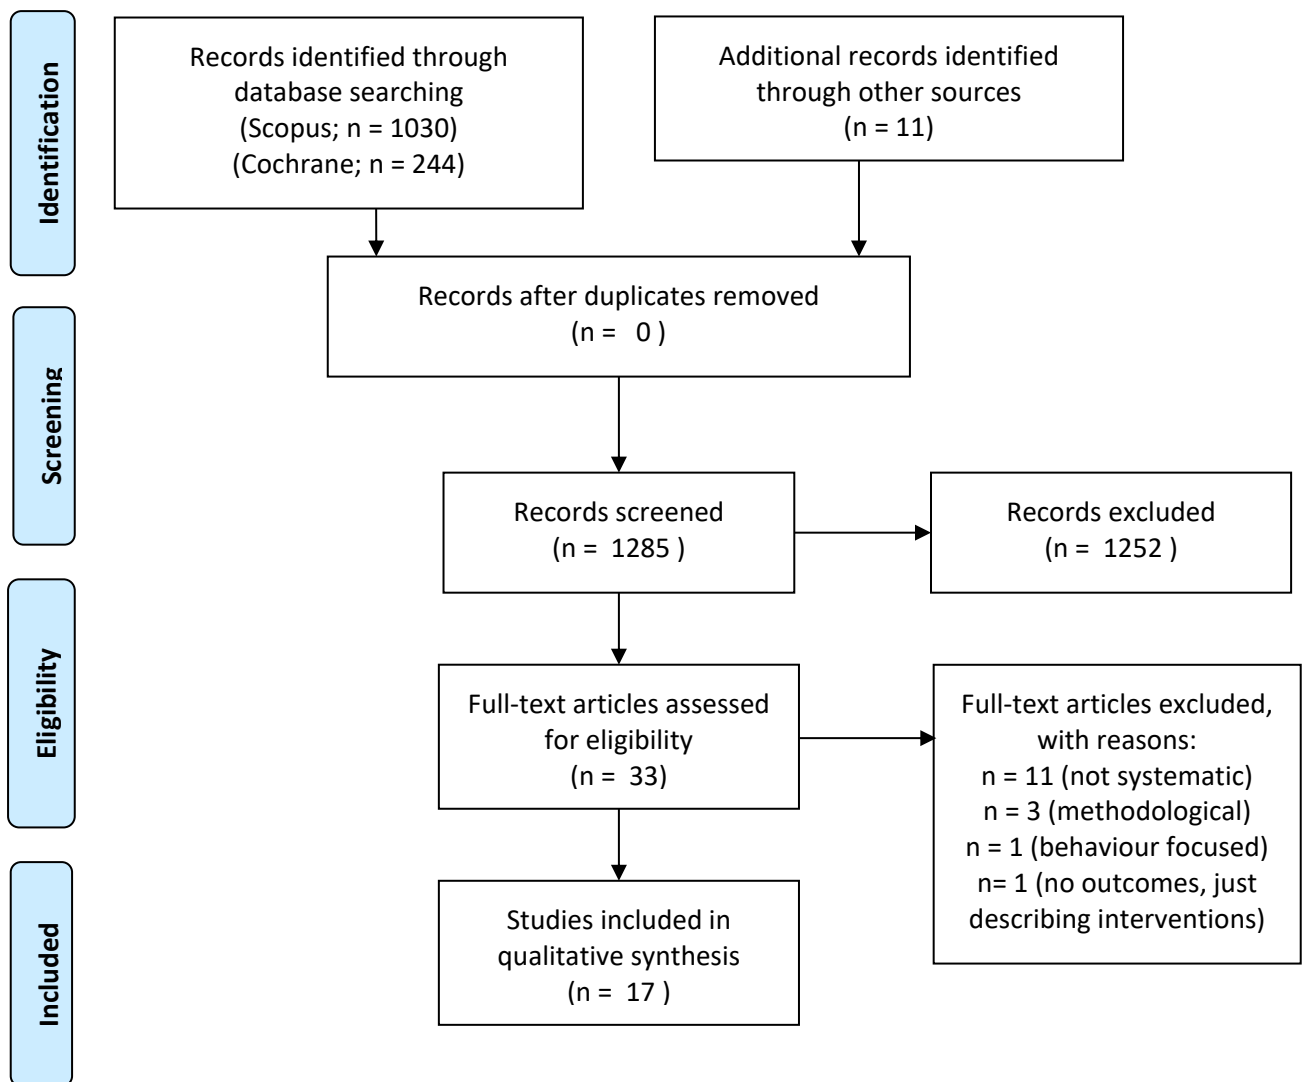 Identification
Records identified through
database searching
(Scopus; n = 1030)
(Cochrane; n = 244)
Additional records identified
through other sources
(n = 11)
Records after duplicates removed
(n = 0 )
Screening
Records screened
(n = 1285 )
Records excluded
(n = 1252 )
Eligibility
Full-text articles assessed
for eligibility
(n = 33)
Full-text articles excluded,
with reasons:
n = 11 (not systematic)
n = 3 (methodological)
n = 1 (behaviour focused)
n= 1 (no outcomes, just
describing interventions)
Included
Studies included in
qualitative synthesis
(n = 17 )